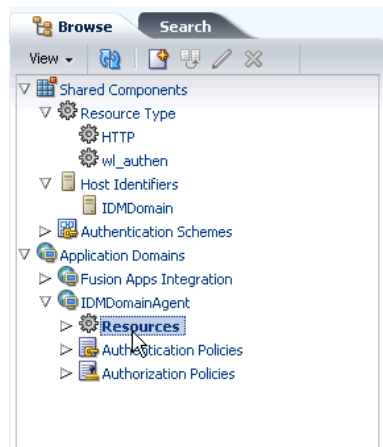 Browse Search
View
Shared Components
Resource Type
HTTP
wl_authen
Host Identifiers
IDMDomain
Authentication Schemes
Application Domains
Fusion Apps Integration
IDMDomainAgent
Resources
Authentication Policies
Authorization Policies